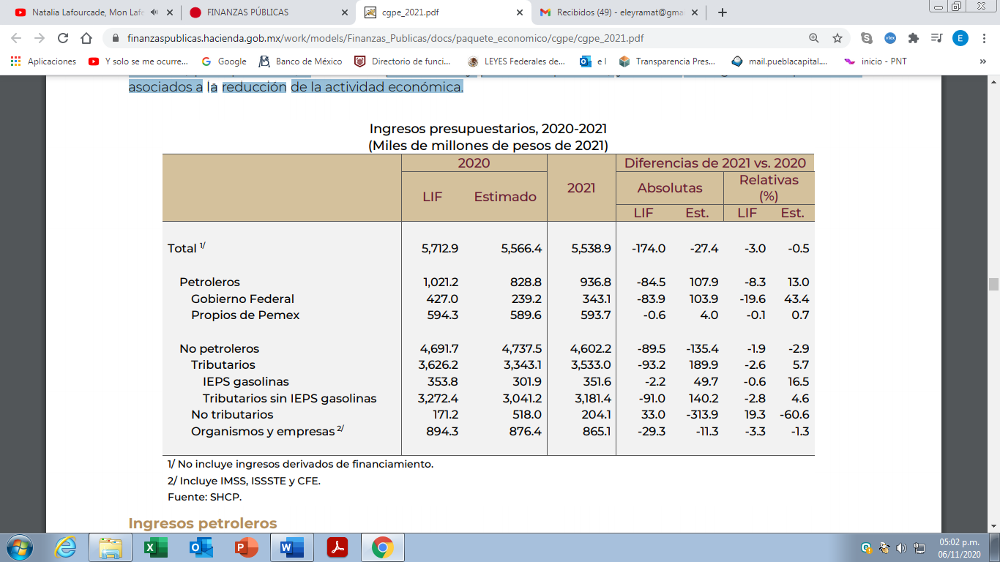 Natalia Lafourcade, Mon Lafe
FINANZAS PÚBLICAS
cgpe_2021.pdf
Recibidos (49) - eleyramat@gma
finanzaspublicas.hacienda.gob.mx/work/models/Finanzas_Publicas/docs/paquete_economico/cgpe/cgpe_2021.pdf
E
Aplicaciones
Y solo se me ocurre...
Google
Banco de México
Directorio de funci...
LEYES Federales de...
e l
Transparencia Pres...
mail.pueblacapital....
inicio - PNT
»
asociados a la reducción de la actividad económica.
Ingresos presupuestarios, 2020-2021
(Miles de millones de pesos de 2021)
2020 2021 Diferencias de 2021 vs. 2020
LIF Estimado Absolutas Relativas (%)
LIF Est. LIF Est.
Total 1/ 5,712.9 5,566.4 5,538.9 -174.0 -27.4 -3.0 -0.5
Petroleros 1,021.2 828.8 936.8 -84.5 107.9 -8.3 13.0
Gobierno Federal 427.0 239.2 343.1 -83.9 103.9 -19.6 43.4
Propios de Pemex 594.3 589.6 593.7 -0.6 4.0 -0.1 0.7
No petroleros 4,691.7 4,737.5 4,602.2 -89.5 -135.4 -1.9 -2.9
Tributarios 3,626.2 3,343.1 3,533.0 -93.2 189.9 -2.6 5.7
IEPS gasolinas 353.8 301.9 351.6 -2.2 49.7 -0.6 16.5
Tributarios sin IEPS gasolinas 3,272.4 3,041.2 3,181.4 -91.0 140.2 -2.8 4.6
No tributarios 171.2 518.0 204.1 33.0 -313.9 19.3 -60.6
Organismos y empresas 2/ 894.3 876.4 865.1 -29.3 -11.3 -3.3 -1.3
1/ No incluye ingresos derivados de financiamiento.
2/ Incluye IMSS, ISSSTE y CFE.
Fuente: SHCP.
Ingresos petroleros
05:02 p.m.
06/11/2020